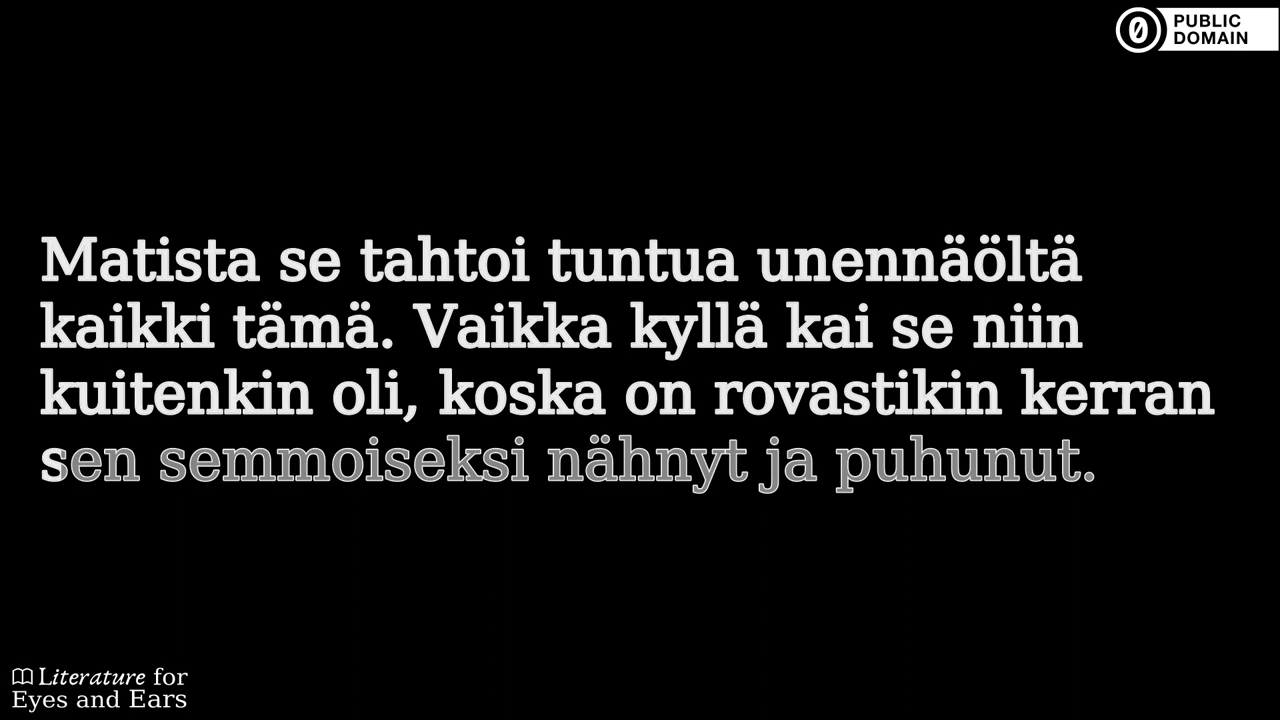 PUBLIC
DOMAIN
Matista se tahtoi tuntua unennäöltä
kaikki tämä. Vaikka kyllä kai se niin
kuitenkin oli, koska on rovastikin kerran
sen semmoiseksi nähnyt ja puhunut.
Literature for
Eyes and Ears